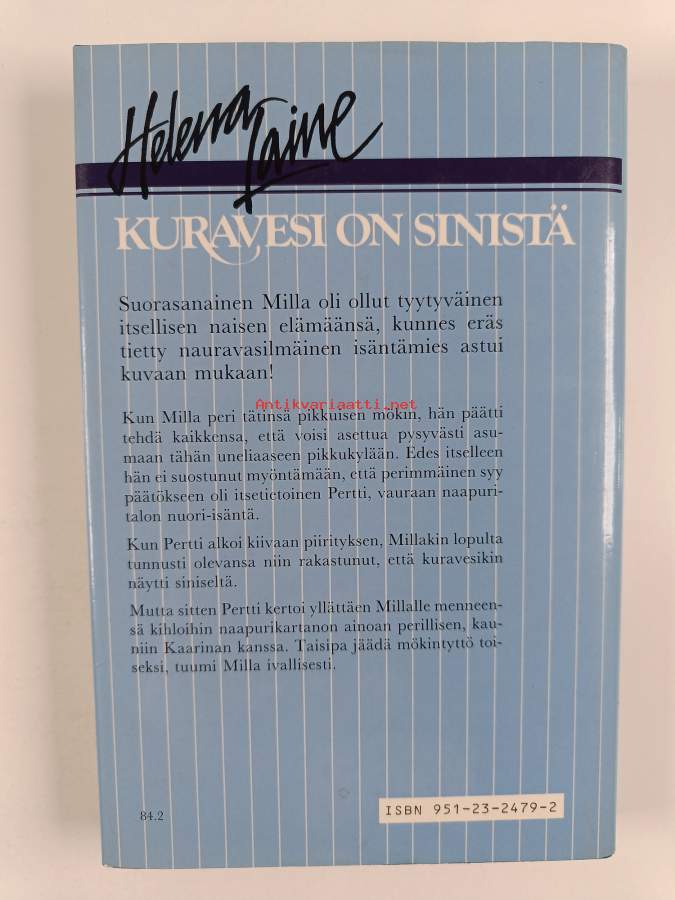 Helena Taine
KURAVESI ON SINISTÄ
Suorasanainen Milla oli ollut tyytyväinen
itsellisen naisen elämäänsä, kunnes eräs
tietty nauravasilmäinen isäntämies astui
kuvaan mukaan!
Antikvariaatti.net
Kun Milla peri tätinsä pikkuisen mökin, hän päätti
tehdä kaikkensa, että voisi asettua pysyvästi asu-
maan tähän uneliaaseen pikkukylään. Edes itselleen
hän ei suostunut myöntämään, että perimmäinen syy
päätökseen oli itsetietoinen Pertti, vauraan naapuri-
talon nuori-isäntä.
Kun Pertti alkoi kiivaan piirityksen, Millakin lopulta
tunnusti olevansa niin rakastunut, että kuravesikin
näytti siniseltä.
Mutta sitten Pertti kertoi yllättäen Millalle menneen-
sä kihloihin naapurikartanon ainoan perillisen, kau-
niin Kaarinan kanssa. Taisipa jäädä mökintyttö toi-
seksi, tuumi Milla ivallisesti.
84.2
ISBN 951-23-2479-2